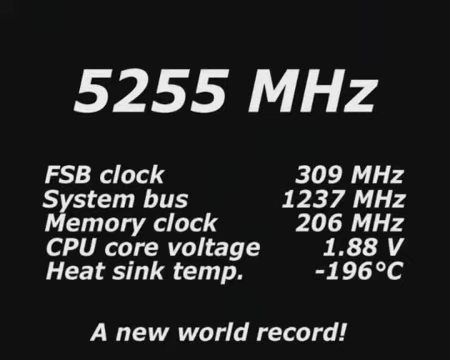 5255 MHz
FSB clock 309 MHz
System bus 1237 MHz
Memory clock 206 MHz
CPU core voltage 1.88 V
Heat sink temp. -196°C
A new world record!